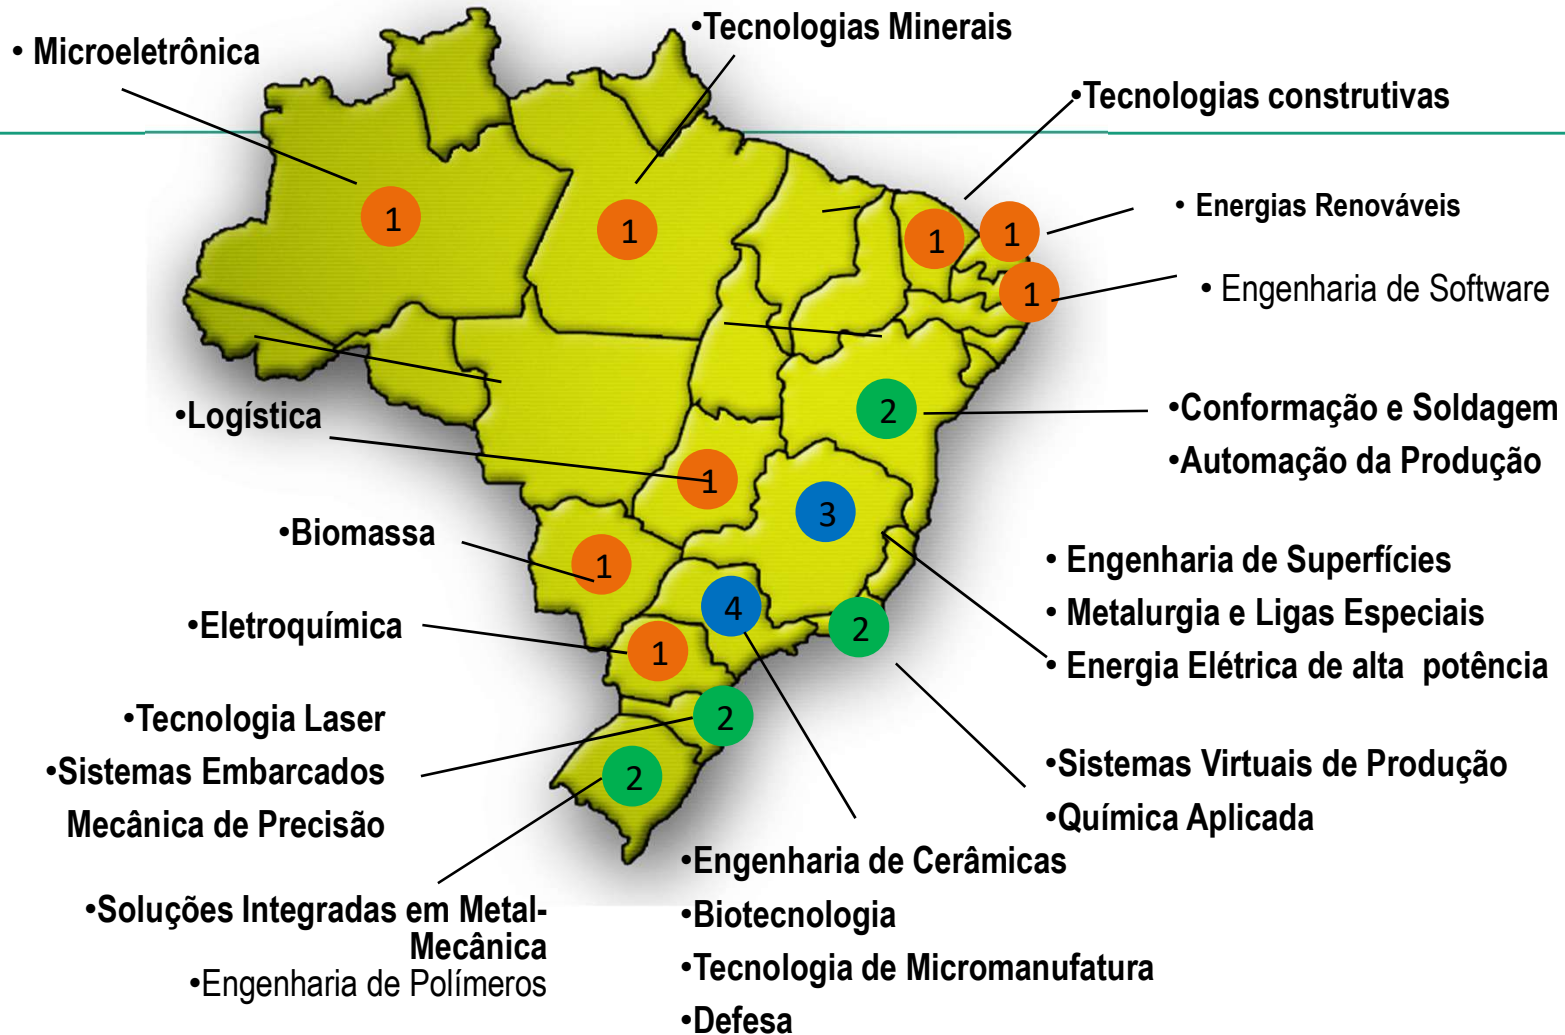 • Microeletrônica
•Tecnologias Minerais
•Tecnologias construtivas
• Energias Renováveis
• Engenharia de Software
1
1
1
1
1
•Logística
2
•Conformação e Soldagem
•Automação da Produção
1
3
•Biomassa
1
• Engenharia de Superfícies
• Metalurgia e Ligas Especiais
• Energia Elétrica de alta potência
4
2
•Eletroquímica
1
•Tecnologia Laser
•Sistemas Embarcados
Mecânica de Precisão
2
2
•Sistemas Virtuais de Produção
•Química Aplicada
•Soluções Integradas em Metal-
Mecânica
•Engenharia de Polímeros
•Engenharia de Cerâmicas
•Biotecnologia
•Tecnologia de Micromanufatura
•Defesa